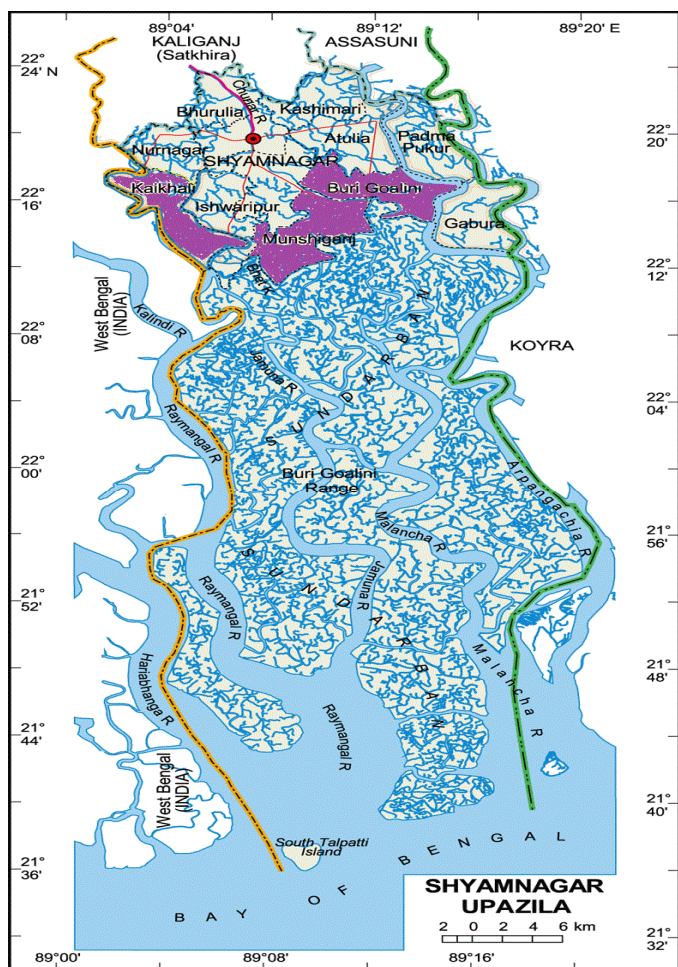 89°04'
89°12'
89°20' E
KALIGANJ
(Satkhira)
ASSASUNI
22°
24' N
Churiar R
Bhurulia
Kashimari
Atulia
Padma
Pukur
22°
20'
Nurnagar
SHYAMNAGAR
Kaikhali
Buri Goalini
22°
16'
Ishwaripur
Gabura
Munshiganj
22°
12'
West Bengal
(INDIA)
Kalindi R
22°
08'
KOYRA
Jamuna R
SUNDARBAN
22°
04'
Raymangal R
22°
00'
Buri Goalini
Range
Arpangachia R
Malancha R
21°
56'
SUNDARBAN
Jamuna R
Raymangal R
21°
52'
Hariabhanga R
Malancha R
21°
48'
Raymangal R
21°
44'
West Bengal
(INDIA)
21°
40'
South Talpatti
Island
BAY OF BENGAL
21°
36'
SHYAMNAGAR
UPAZILA
2 0 2 4 6 km
21°
32'
89°00'
89°08'
89°16'